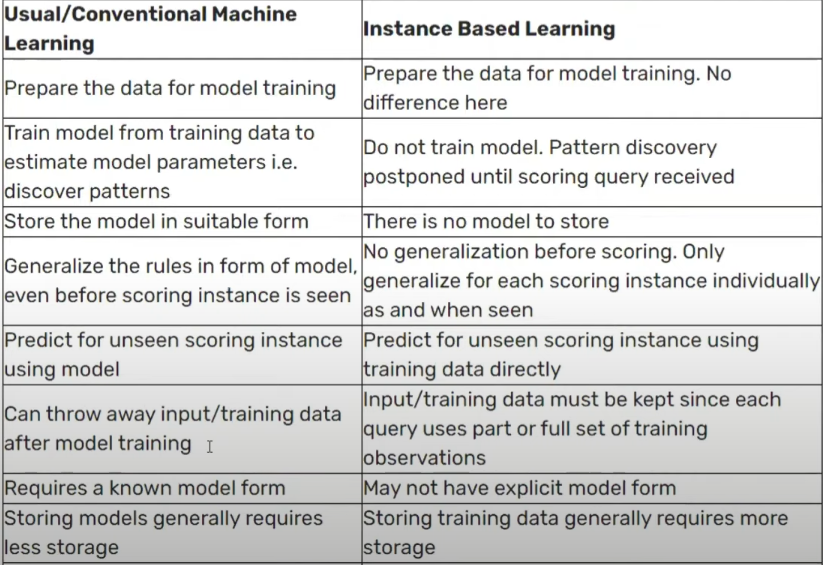 Usual/Conventional Machine
Learning
Instance Based Learning
Prepare the data for model training
Prepare the data for model training. No
difference here
Train model from training data to
estimate model parameters i.e.
discover patterns
Do not train model. Pattern discovery
postponed until scoring query received
Store the model in suitable form
There is no model to store
Generalize the rules in form of model,
even before scoring instance is seen
No generalization before scoring. Only
generalize for each scoring instance individually
as and when seen
Predict for unseen scoring instance
using model
Predict for unseen scoring instance using
training data directly
Can throw away input/training data
after model training
Input/training data must be kept since each
query uses part or full set of training
observations
Requires a known model form
May not have explicit model form
Storing models generally requires
less storage
Storing training data generally requires more
storage